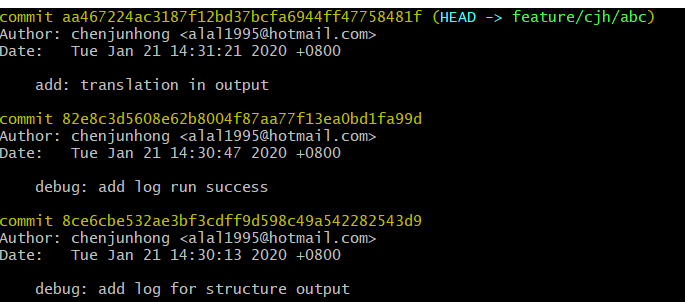 commit aa467224ac3187f12bd37bcfa6944ff47758481f (HEAD -> feature/cjh/abc)
Author: chenjunhong <alal1995@hotmail.com>
Date:   Tue Jan 21 14:31:21 2020 +0800
    add: translation in output
commit 82e8c3d5608e62b8004f87aa77f13ea0bd1fa99d
Author: chenjunhong <alal1995@hotmail.com>
Date:   Tue Jan 21 14:30:47 2020 +0800
    debug: add log run success
commit 8ce6cbe532ae3bf3cdff9d598c49a542282543d9
Author: chenjunhong <alal1995@hotmail.com>
Date:   Tue Jan 21 14:30:13 2020 +0800
    debug: add log for structure output